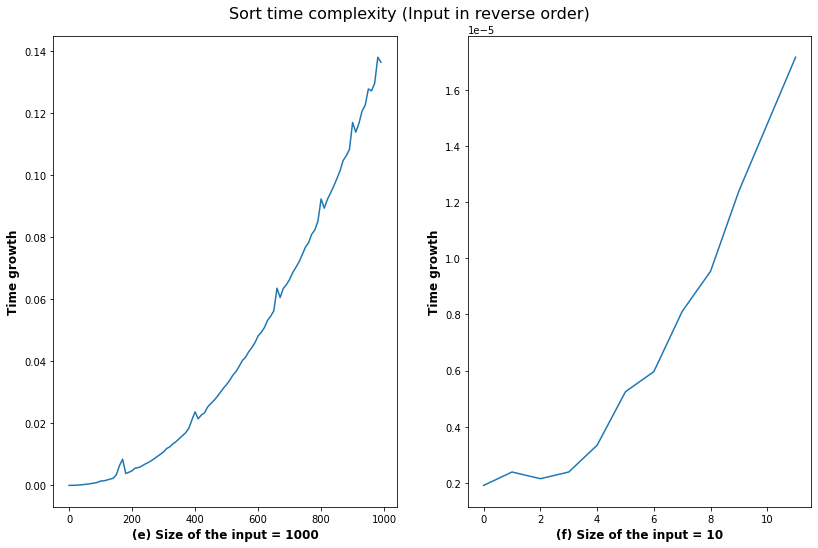 Sort time complexity (Input in reverse order)
0.14
0.12
0.10
0.08
0.06
0.04
0.02
0.00
Time growth
0 200 400 600 800 1000
(e) Size of the input = 1000
1e−5
1.6
1.4
1.2
1.0
0.8
0.6
0.4
0.2
Time growth
0 2 4 6 8 10
(f) Size of the input = 10